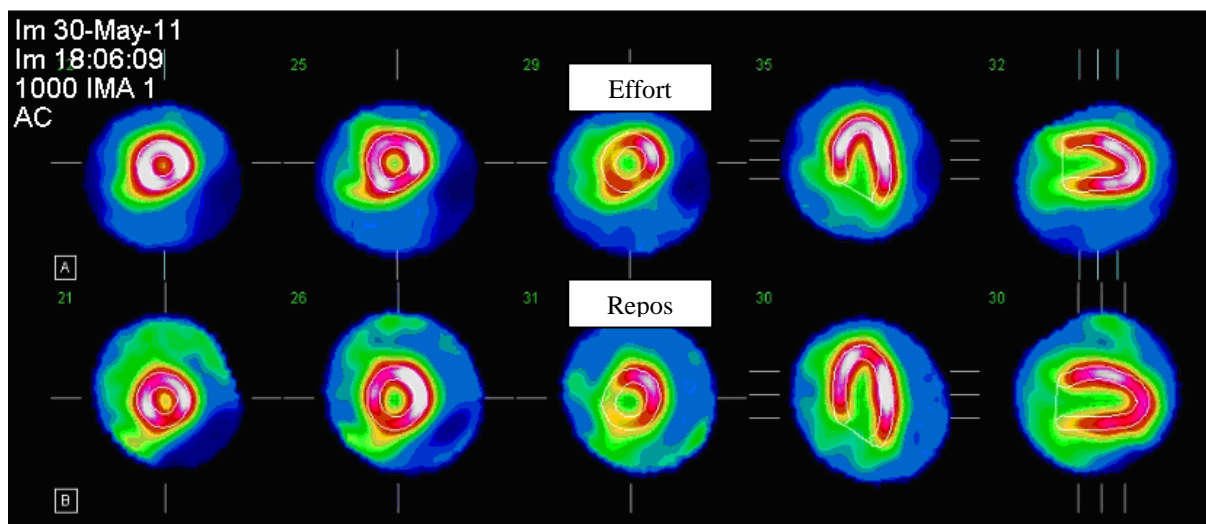 Im 30-May-11
Im 18:06:09
1000 IMA 1
AC
25
29
35
32
Effort
A
21
26
31
30
30
Repos
B